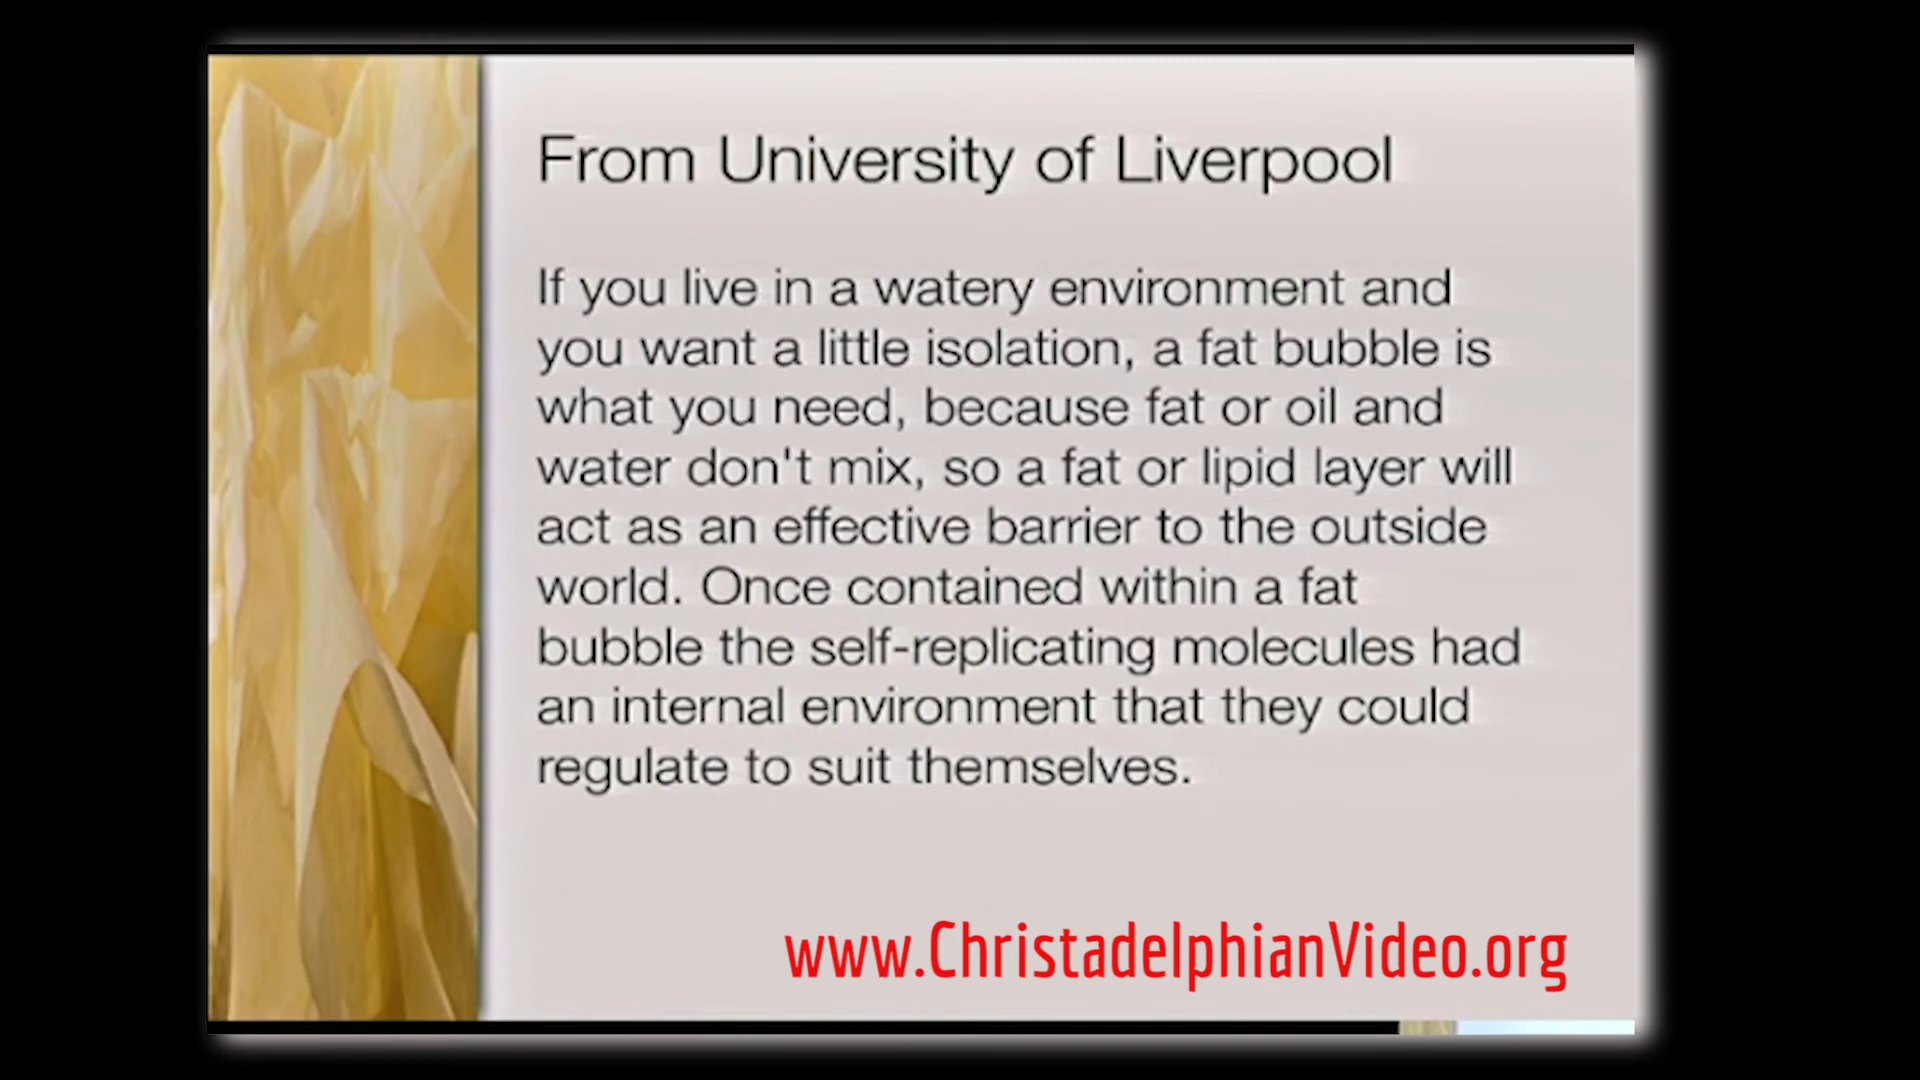 From University of Liverpool
If you live in a watery environment and
you want a little isolation, a fat bubble is
what you need, because fat or oil and
water don't mix, so a fat or lipid layer will
act as an effective barrier to the outside
world. Once contained within a fat
bubble the self-replicating molecules had
an internal environment that they could
regulate to suit themselves.
www.ChristadelphianVideo.org